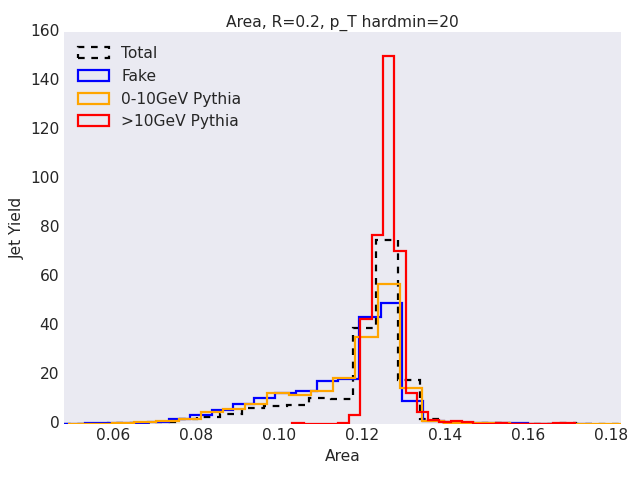 Area, R=0.2, p_T hardmin=20
160
140
120
100
80
60
40
20
0
Jet Yield
Total
Fake
0-10GeV Pythia
>10GeV Pythia
0.06 0.08 0.10 0.12 0.14 0.16 0.18
Area